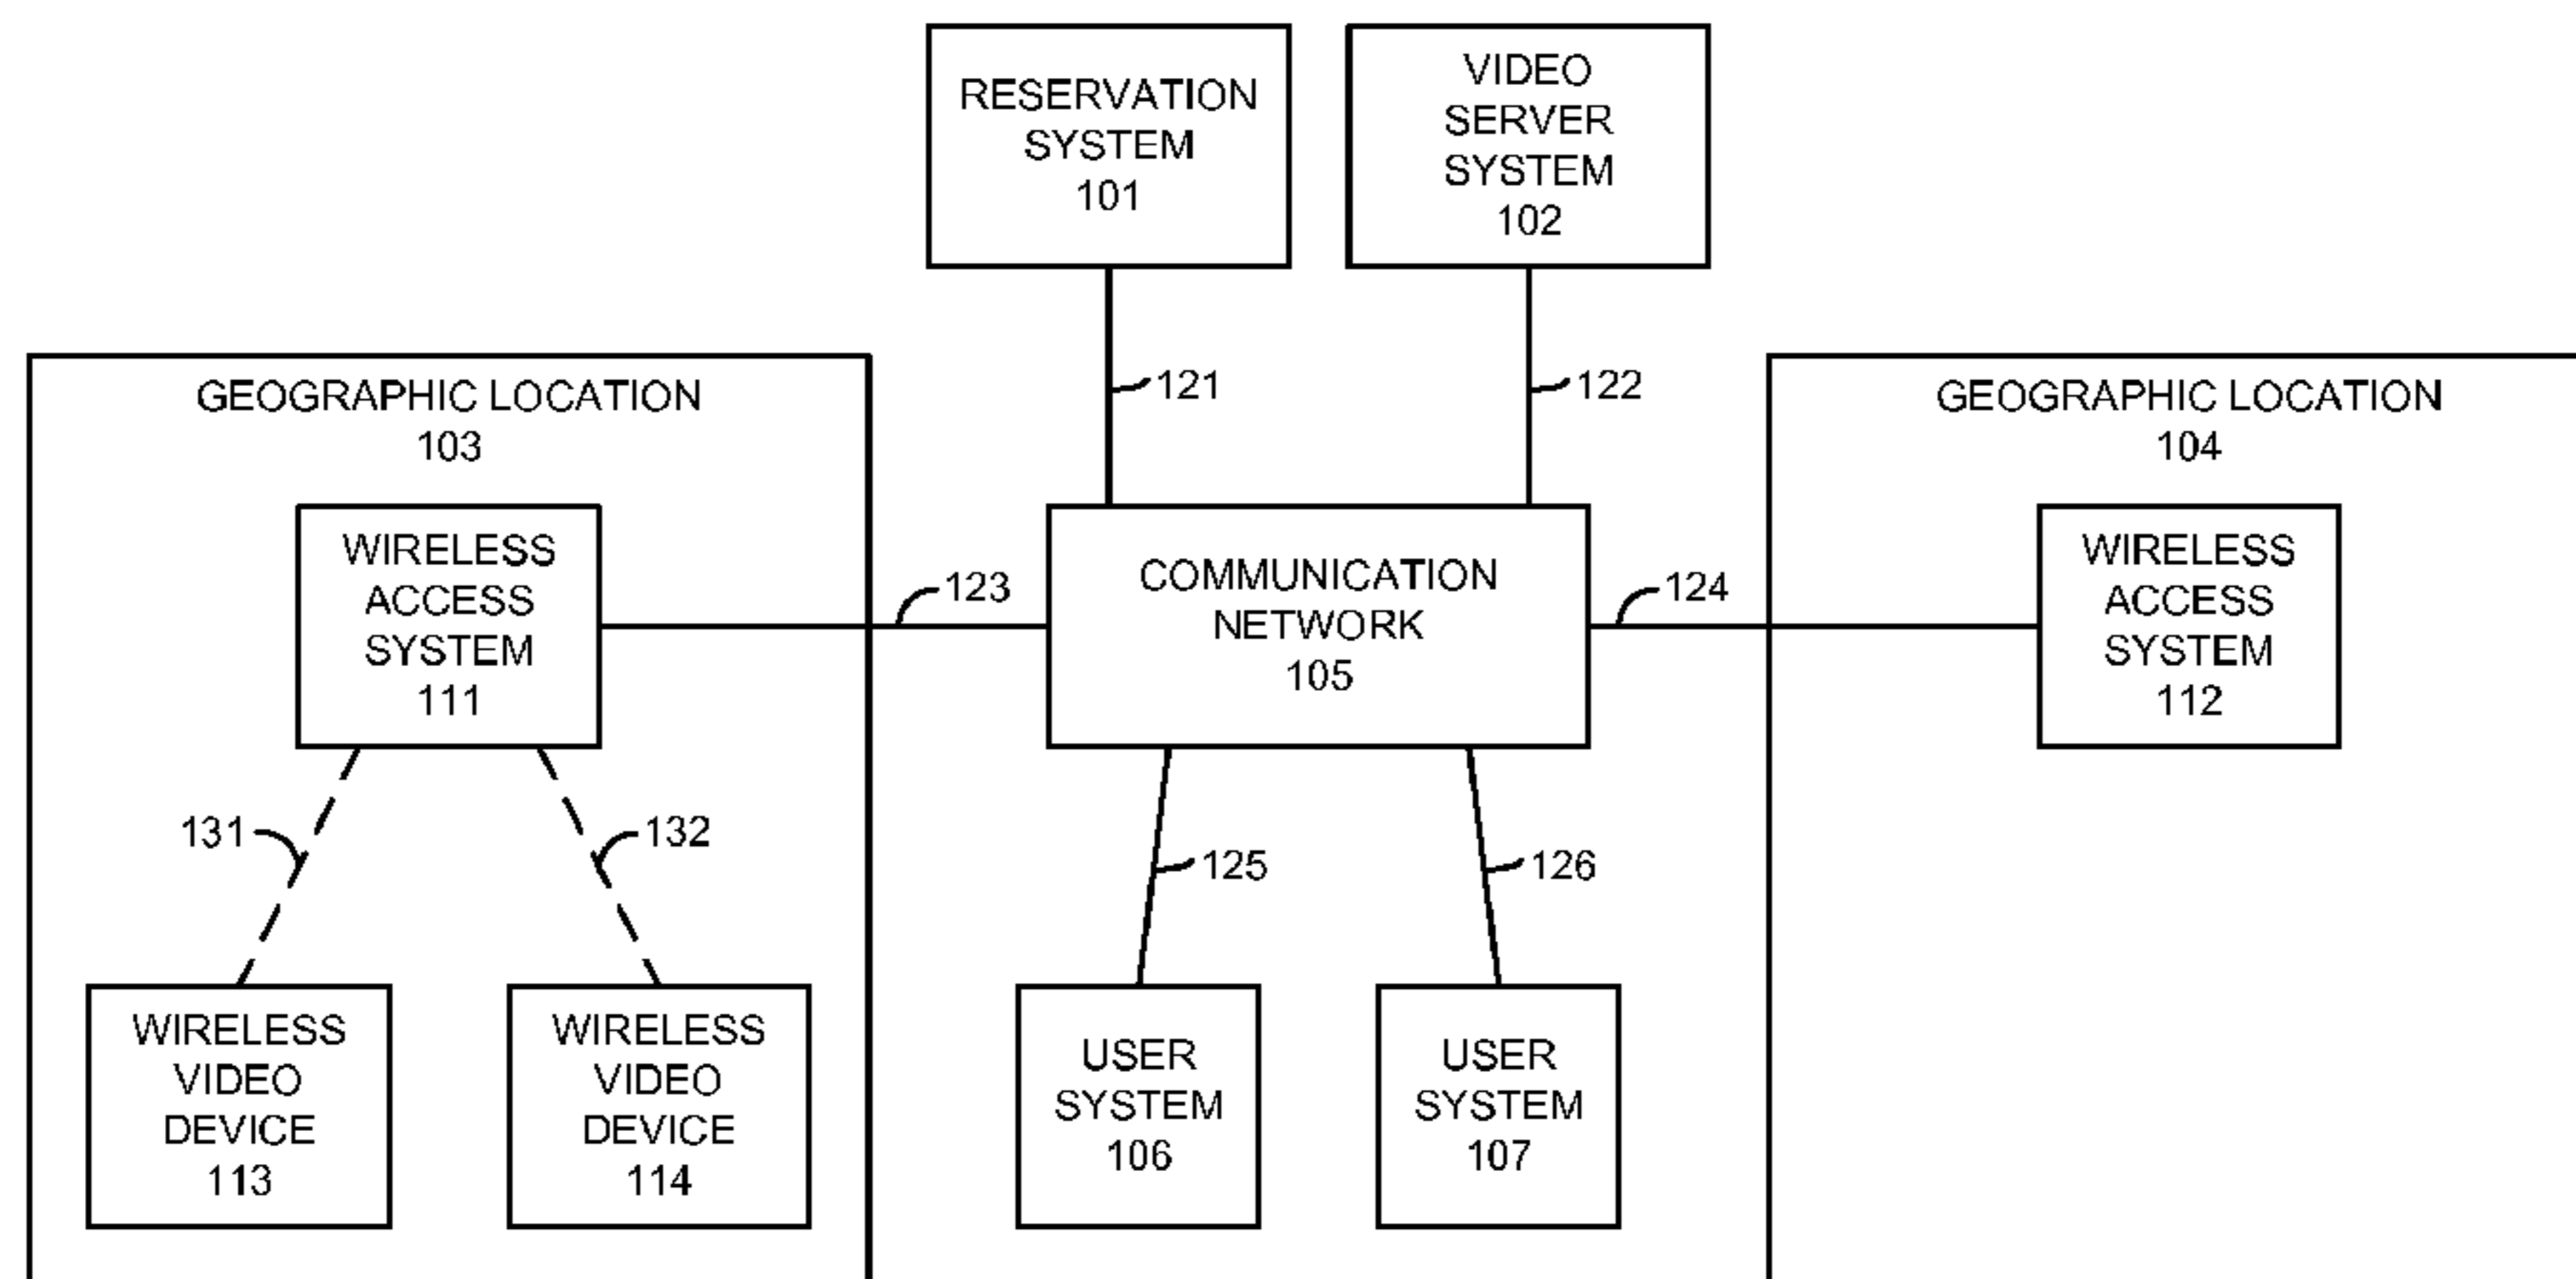 RESERVATION
SYSTEM
101
VIDEO
SERVER
SYSTEM
102
121
122
GEOGRAPHIC LOCATION
103
GEOGRAPHIC LOCATION
104
WIRELESS
ACCESS
SYSTEM
111
123
COMMUNICATION
NETWORK
105
124
WIRELESS
ACCESS
SYSTEM
112
131
132
125
126
WIRELESS
VIDEO
DEVICE
113
WIRELESS
VIDEO
DEVICE
114
USER
SYSTEM
106
USER
SYSTEM
107